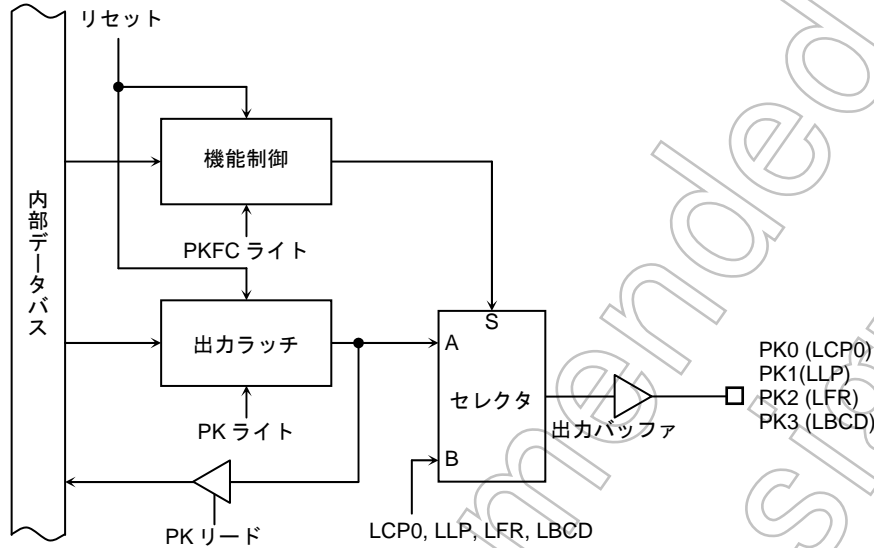 リセット
機能制御
PKFC ライト
内部データバス
出力ラッチ
PK ライト
PK リード
S
A
セレクタ
B
出力バッファ
LCP0, LLP, LFR, LBCD
PK0 (LCP0)
PK1(LLP)
PK2 (LFR)
PK3 (LBCD)